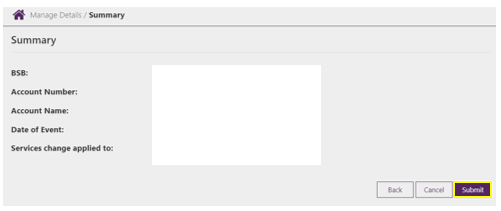 Manage Details / Summary
Summary
BSB:
Account Number:
Account Name:
Date of Event:
Services change applied to:
Back Cancel Submit